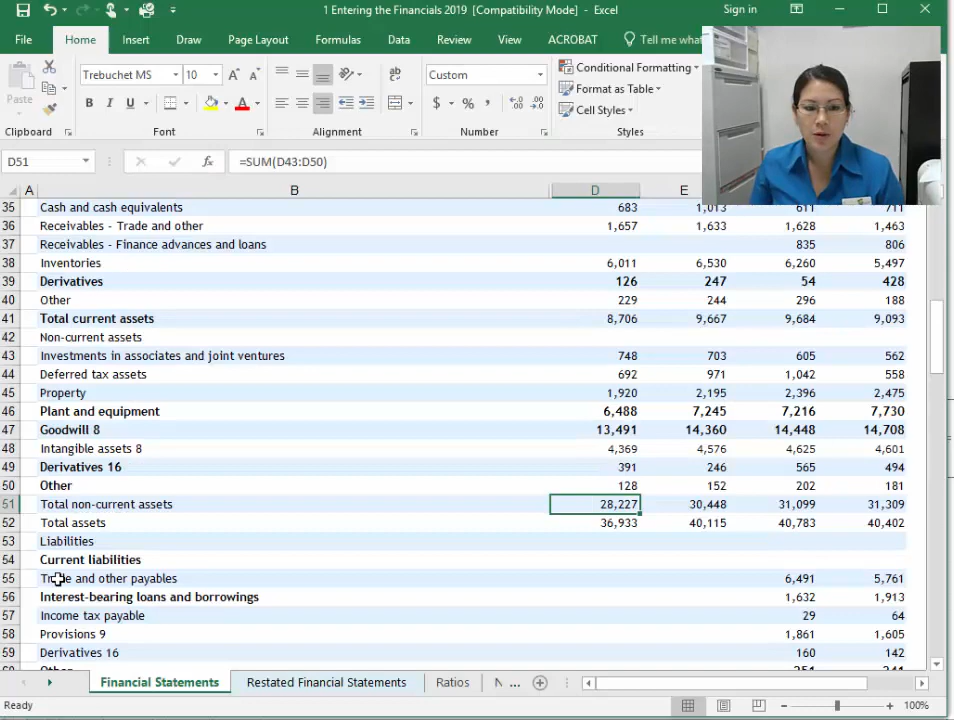 1 Entering the Financials 2019 [Compatibility Mode] - Excel
Sign in
File Home Insert Draw Page Layout Formulas Data Review View ACROBAT Tell me what
Paste
Trebuchet MS 10
Custom
Conditional Formatting
Format as Table
Cell Styles
Clipboard Font Alignment Number Styles
D51 =SUM(D43:D50)
A B D E
35 Cash and cash equivalents 683 1,013 611 711
36 Receivables - Trade and other 1,657 1,633 1,628 1,463
37 Receivables - Finance advances and loans 835 806
38 Inventories 6,011 6,530 6,260 5,497
39 Derivatives 126 247 54 428
40 Other 229 244 296 188
41 Total current assets 8,706 9,667 9,684 9,093
42 Non-current assets
43 Investments in associates and joint ventures 748 703 605 562
44 Deferred tax assets 692 971 1,042 558
45 Property 1,920 2,195 2,396 2,475
46 Plant and equipment 6,488 7,245 7,216 7,730
47 Goodwill 8 13,491 14,360 14,448 14,708
48 Intangible assets 8 4,369 4,576 4,625 4,601
49 Derivatives 16 391 246 565 494
50 Other 128 152 202 181
51 Total non-current assets 28,227 30,448 31,099 31,309
52 Total assets 36,933 40,115 40,783 40,402
53 Liabilities
54 Current liabilities
55 Trade and other payables 6,491 5,761
56 Interest-bearing loans and borrowings 1,632 1,913
57 Income tax payable 29 64
58 Provisions 9 1,861 1,605
59 Derivatives 16 160 142
Financial Statements Restated Financial Statements Ratios N ...
Ready 100%